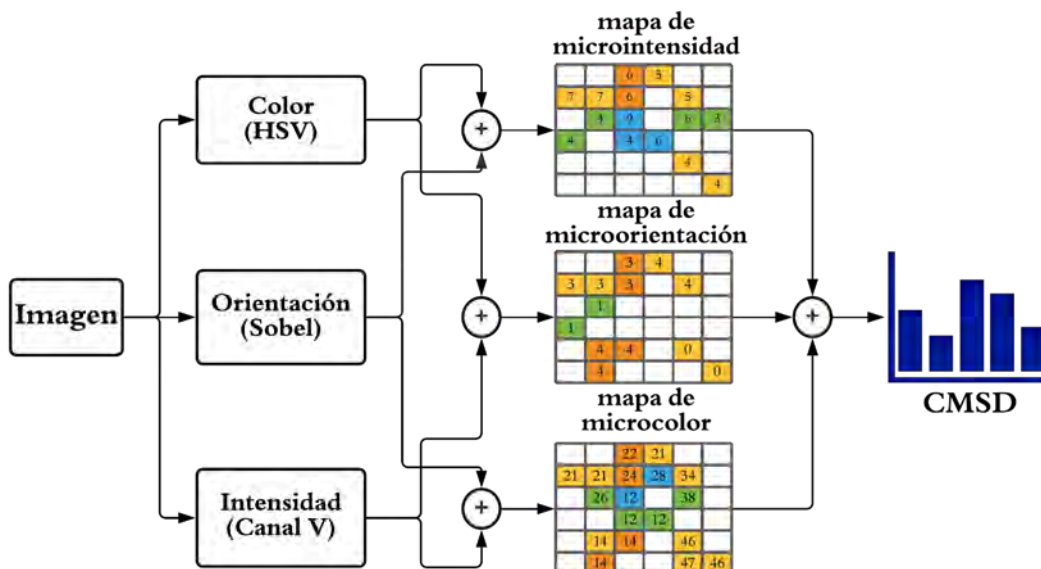 Imagen
Color
(HSV)
Orientación
(Sobel)
Intensidad
(Canal V)
+
+
+
mapa de
microintensidad
6 5
7 7 6 5
4 9 6 3
4 4 6
4
4
mapa de
microorientación
3 4
3 3 3 4
1
1
4 4 0
4 0
mapa de
microcolor
22 21
21 21 24 28 34
26 12 38
12 12
14 14 46
14 47 46
+
CMSD